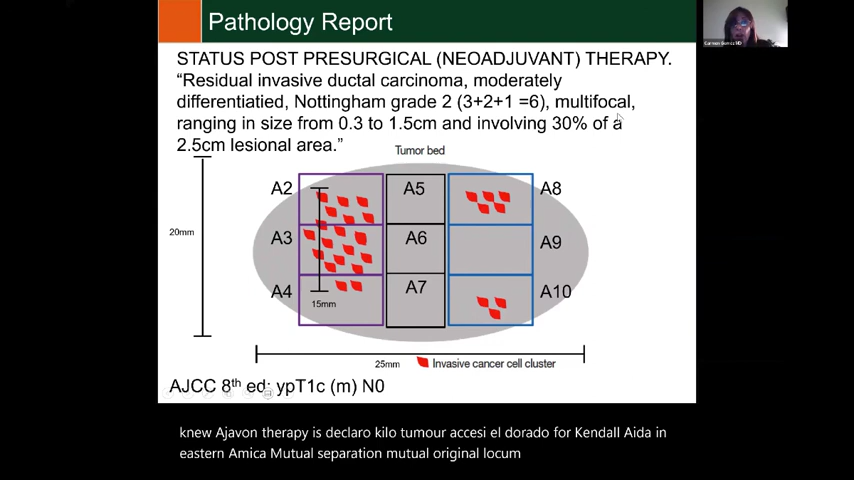 Pathology Report
Carmen Gomez MD
STATUS POST PRESURGICAL (NEOADJUVANT) THERAPY.
“Residual invasive ductal carcinoma, moderately
differentiatied, Nottingham grade 2 (3+2+1 =6), multifocal,
ranging in size from 0.3 to 1.5cm and involving 30% of a
2.5cm lesional area.”
Tumor bed
A2
A5
A8
20mm
A3
A6
A9
A4
A7
A10
15mm
25mm
Invasive cancer cell cluster
AJCC 8th ed: ypT1c (m) N0
knew Ajavon therapy is declaro kilo tumour accesi el dorado for Kendall Aida in
eastern Amica Mutual separation mutual original locum